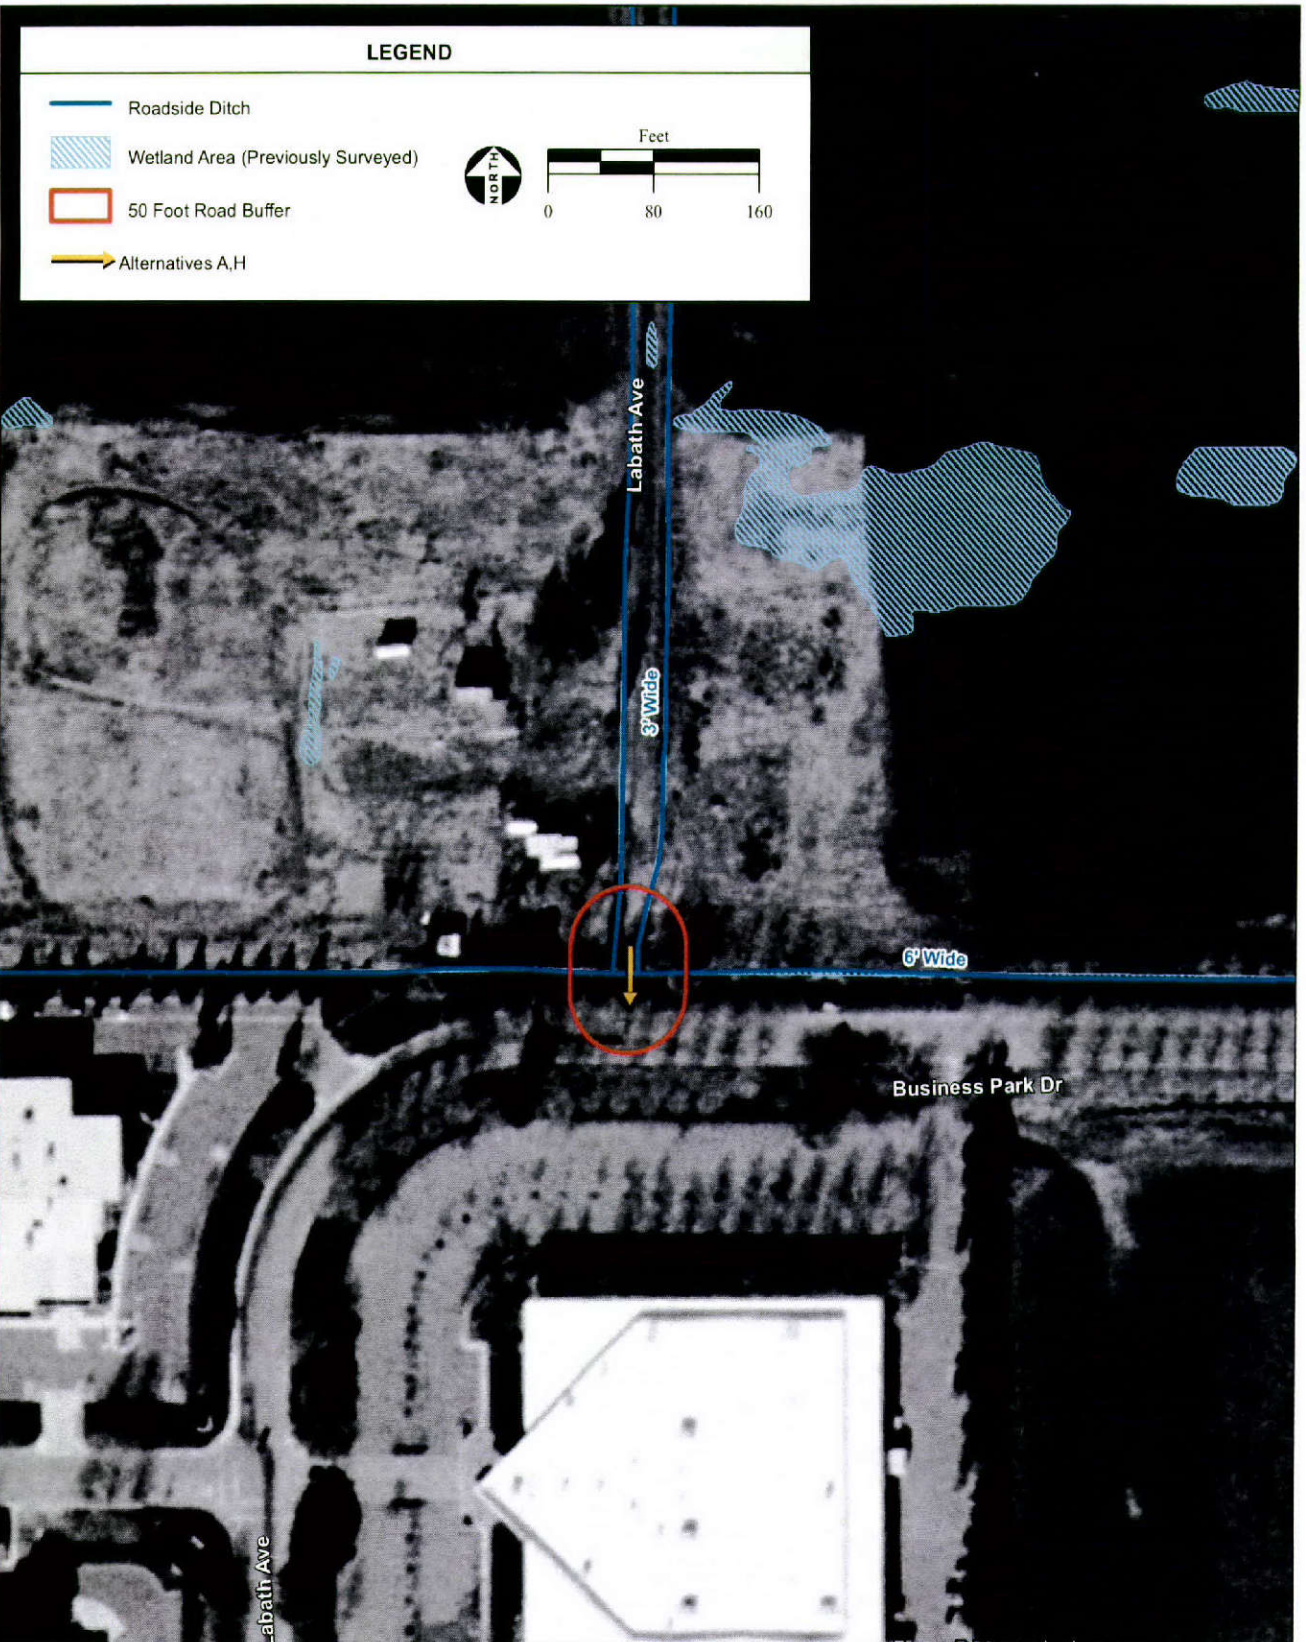 LEGEND
Roadside Ditch
Wetland Area (Previously Surveyed)
50 Foot Road Buffer
Alternatives A,H
NORTH
Feet
0 80 160
Labath Ave
3' Wide
6' Wide
Business Park Dr
Labath Ave